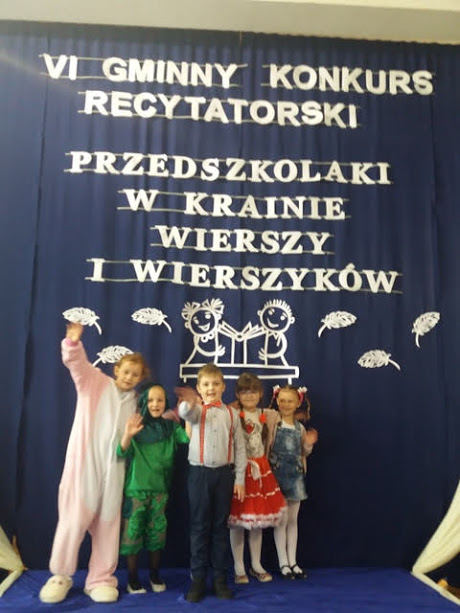 VI GMINNY KONKURS
RECYTATORSKI
PRZEDSZKOLAKI
W KRAINIE
WIERSZY
I WIERSZYKÓW